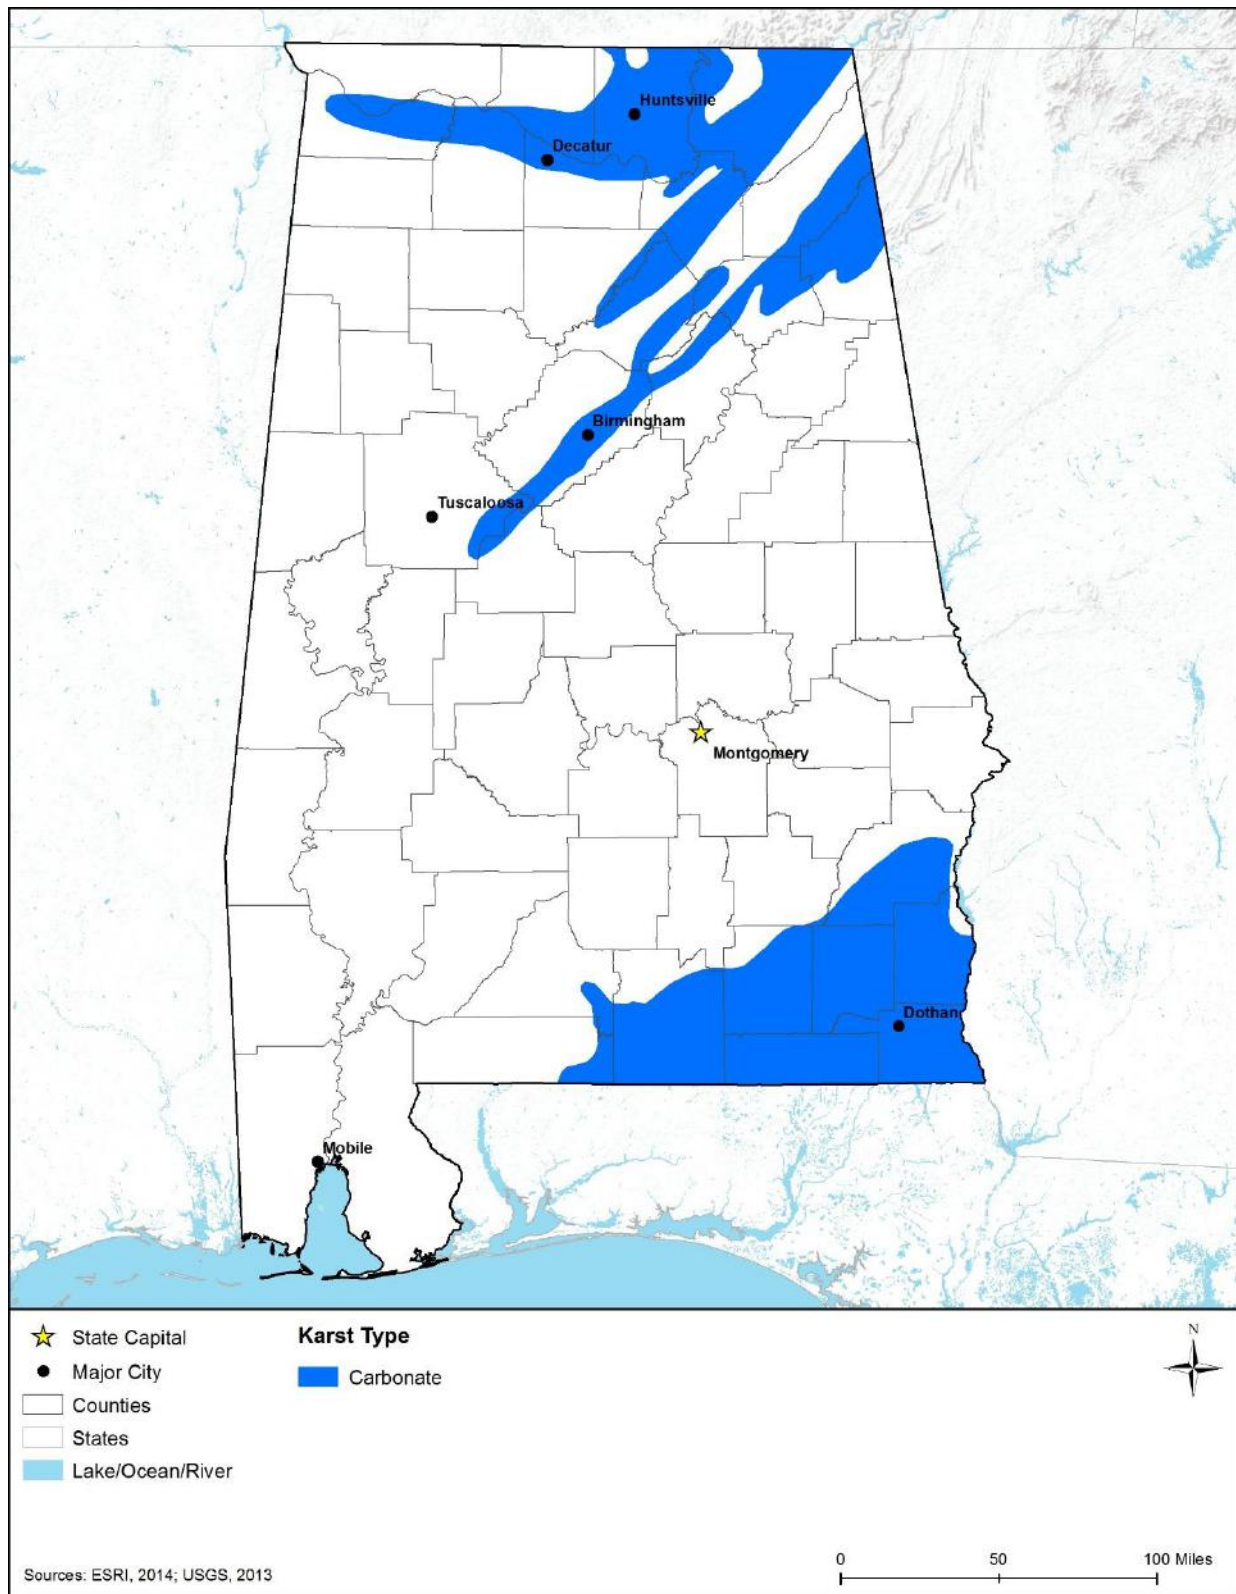 Huntsville
Decatur
Birmingham
Tuscaloosa
Montgomery
Dothan
Mobile
State Capital
Major City
Counties
States
Lake/Ocean/River
Karst Type
Carbonate
N
Sources: ESRI, 2014; USGS, 2013
0 50 100 Miles